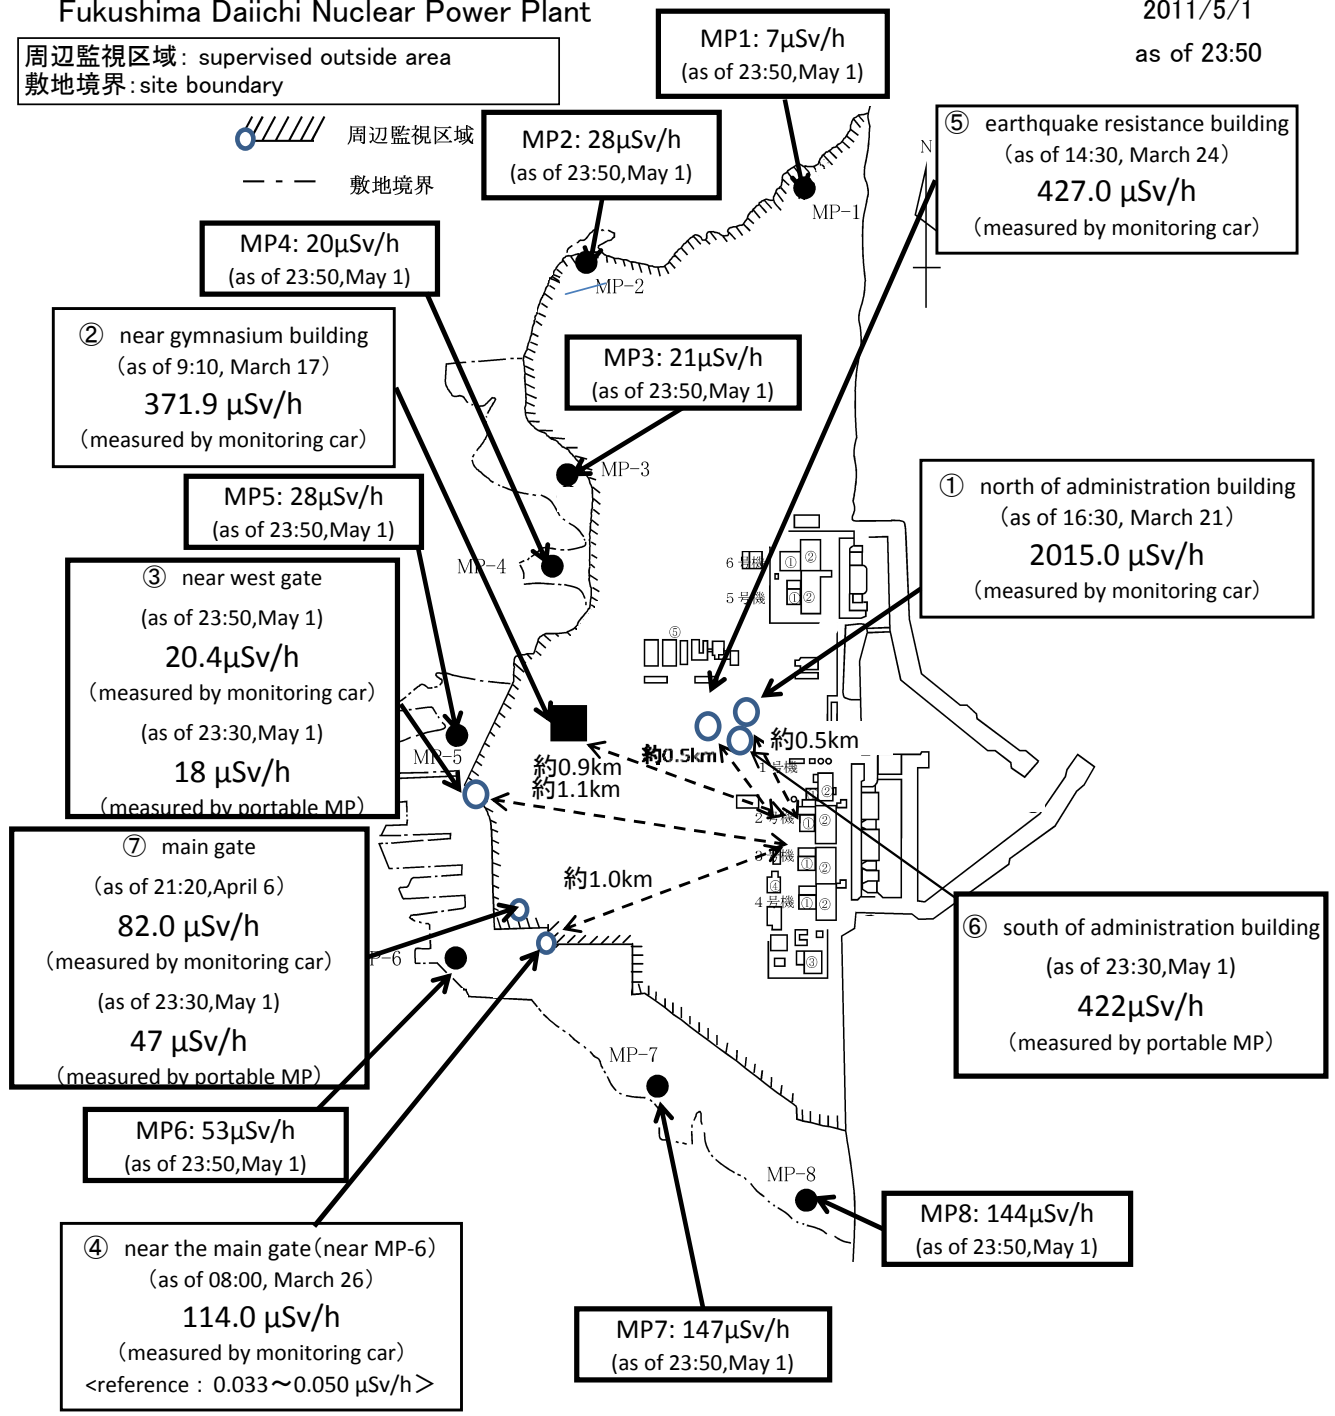 Fukushima Daiichi Nuclear Power Plant
2011/5/1
as of 23:50
周辺監視区域: supervised outside area
敷地境界:site boundary
周辺監視区域
敷地境界
MP1: 7μSv/h
(as of 23:50,May 1)
MP2: 28μSv/h
(as of 23:50,May 1)
⑤ earthquake resistance building
(as of 14:30, March 24)
427.0 μSv/h
(measured by monitoring car)
N
MP-1
MP4: 20μSv/h
(as of 23:50,May 1)
MP-2
② near gymnasium building
(as of 9:10, March 17)
371.9 μSv/h
(measured by monitoring car)
MP3: 21μSv/h
(as of 23:50,May 1)
MP-3
MP5: 28μSv/h
(as of 23:50,May 1)
① north of administration building
(as of 16:30, March 21)
2015.0 μSv/h
(measured by monitoring car)
MP-4
6号機
① ②
5号機
① ②
③ near west gate
(as of 23:50,May 1)
20.4μSv/h
(measured by monitoring car)
(as of 23:30,May 1)
18 μSv/h
(measured by portable MP)
⑤
MP-5
約0.9km
約1.1km
約0.5km
約0.5km
1号機
②
2号機
① ②
3号機
① ②
④
4号機
① ②
③
約1.0km
⑦ main gate
(as of 21:20,April 6)
82.0 μSv/h
(measured by monitoring car)
(as of 23:30,May 1)
47 μSv/h
(measured by portable MP)
P-6
⑥ south of administration building
(as of 23:30,May 1)
422μSv/h
(measured by portable MP)
MP-7
MP6: 53μSv/h
(as of 23:50,May 1)
MP-8
MP8: 144μSv/h
(as of 23:50,May 1)
④ near the main gate(near MP-6)
(as of 08:00, March 26)
114.0 μSv/h
(measured by monitoring car)
<reference : 0.033～0.050 μSv/h>
MP7: 147μSv/h
(as of 23:50,May 1)